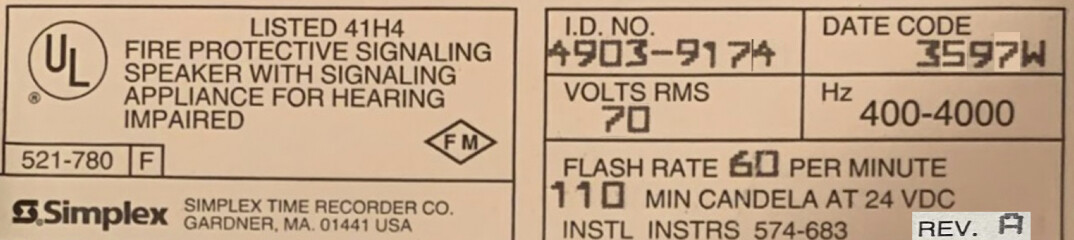 LISTED 41H4
UL
FIRE PROTECTIVE SIGNALING
SPEAKER WITH SIGNALING
APPLIANCE FOR HEARING
IMPAIRED
®
FM
521-780 F
Simplex
SIMPLEX TIME RECORDER CO.
GARDNER, MA. 01441 USA
I.D. NO.
4903-9174
DATE CODE
3597W
VOLTS RMS
70
Hz
400-4000
FLASH RATE 60 PER MINUTE
110 MIN CANDELA AT 24 VDC
INSTL INSTRS 574-683
REV. A